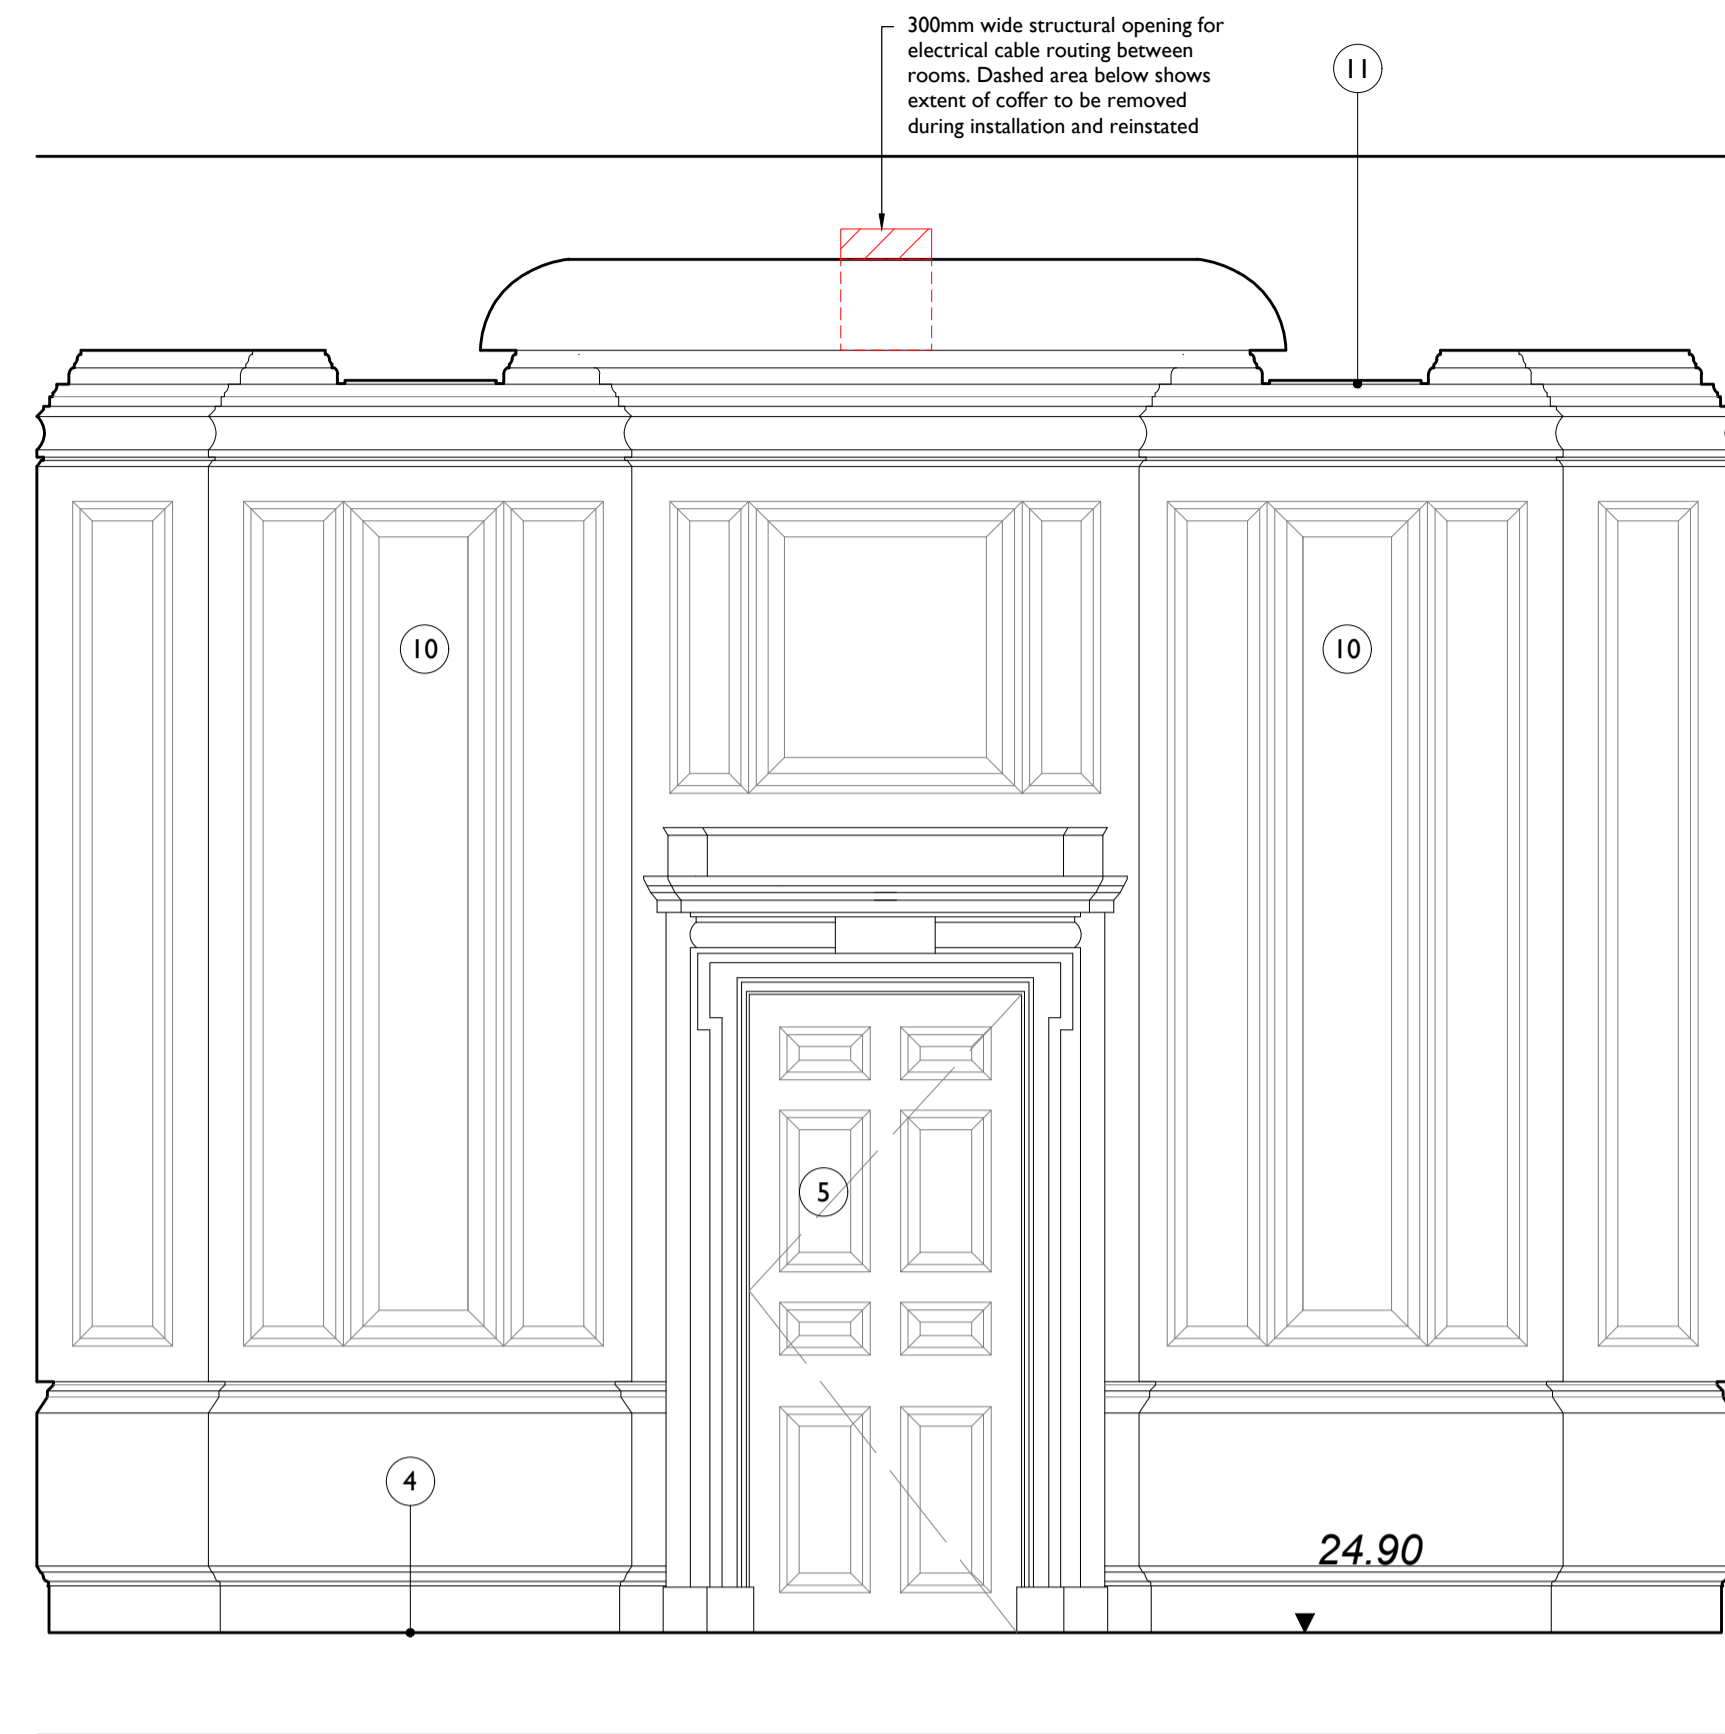 300mm wide structural opening for
electrical cable routing between
rooms. Dashed area below shows
extent of coffer to be removed
during installation and reinstated
11
10
10
5
4
24.90